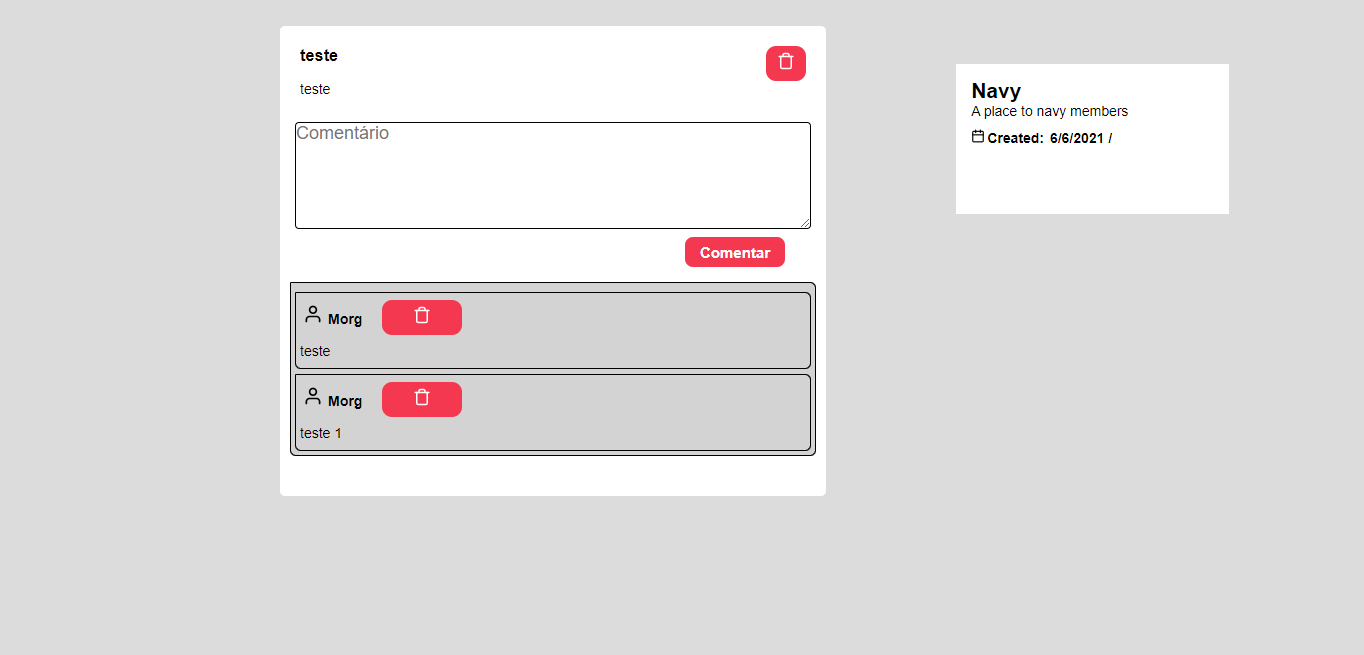 teste
teste
Comentário
Comentar
Morg
teste
Morg
teste 1
Navy
A place to navy members
Created: 6/6/2021 /